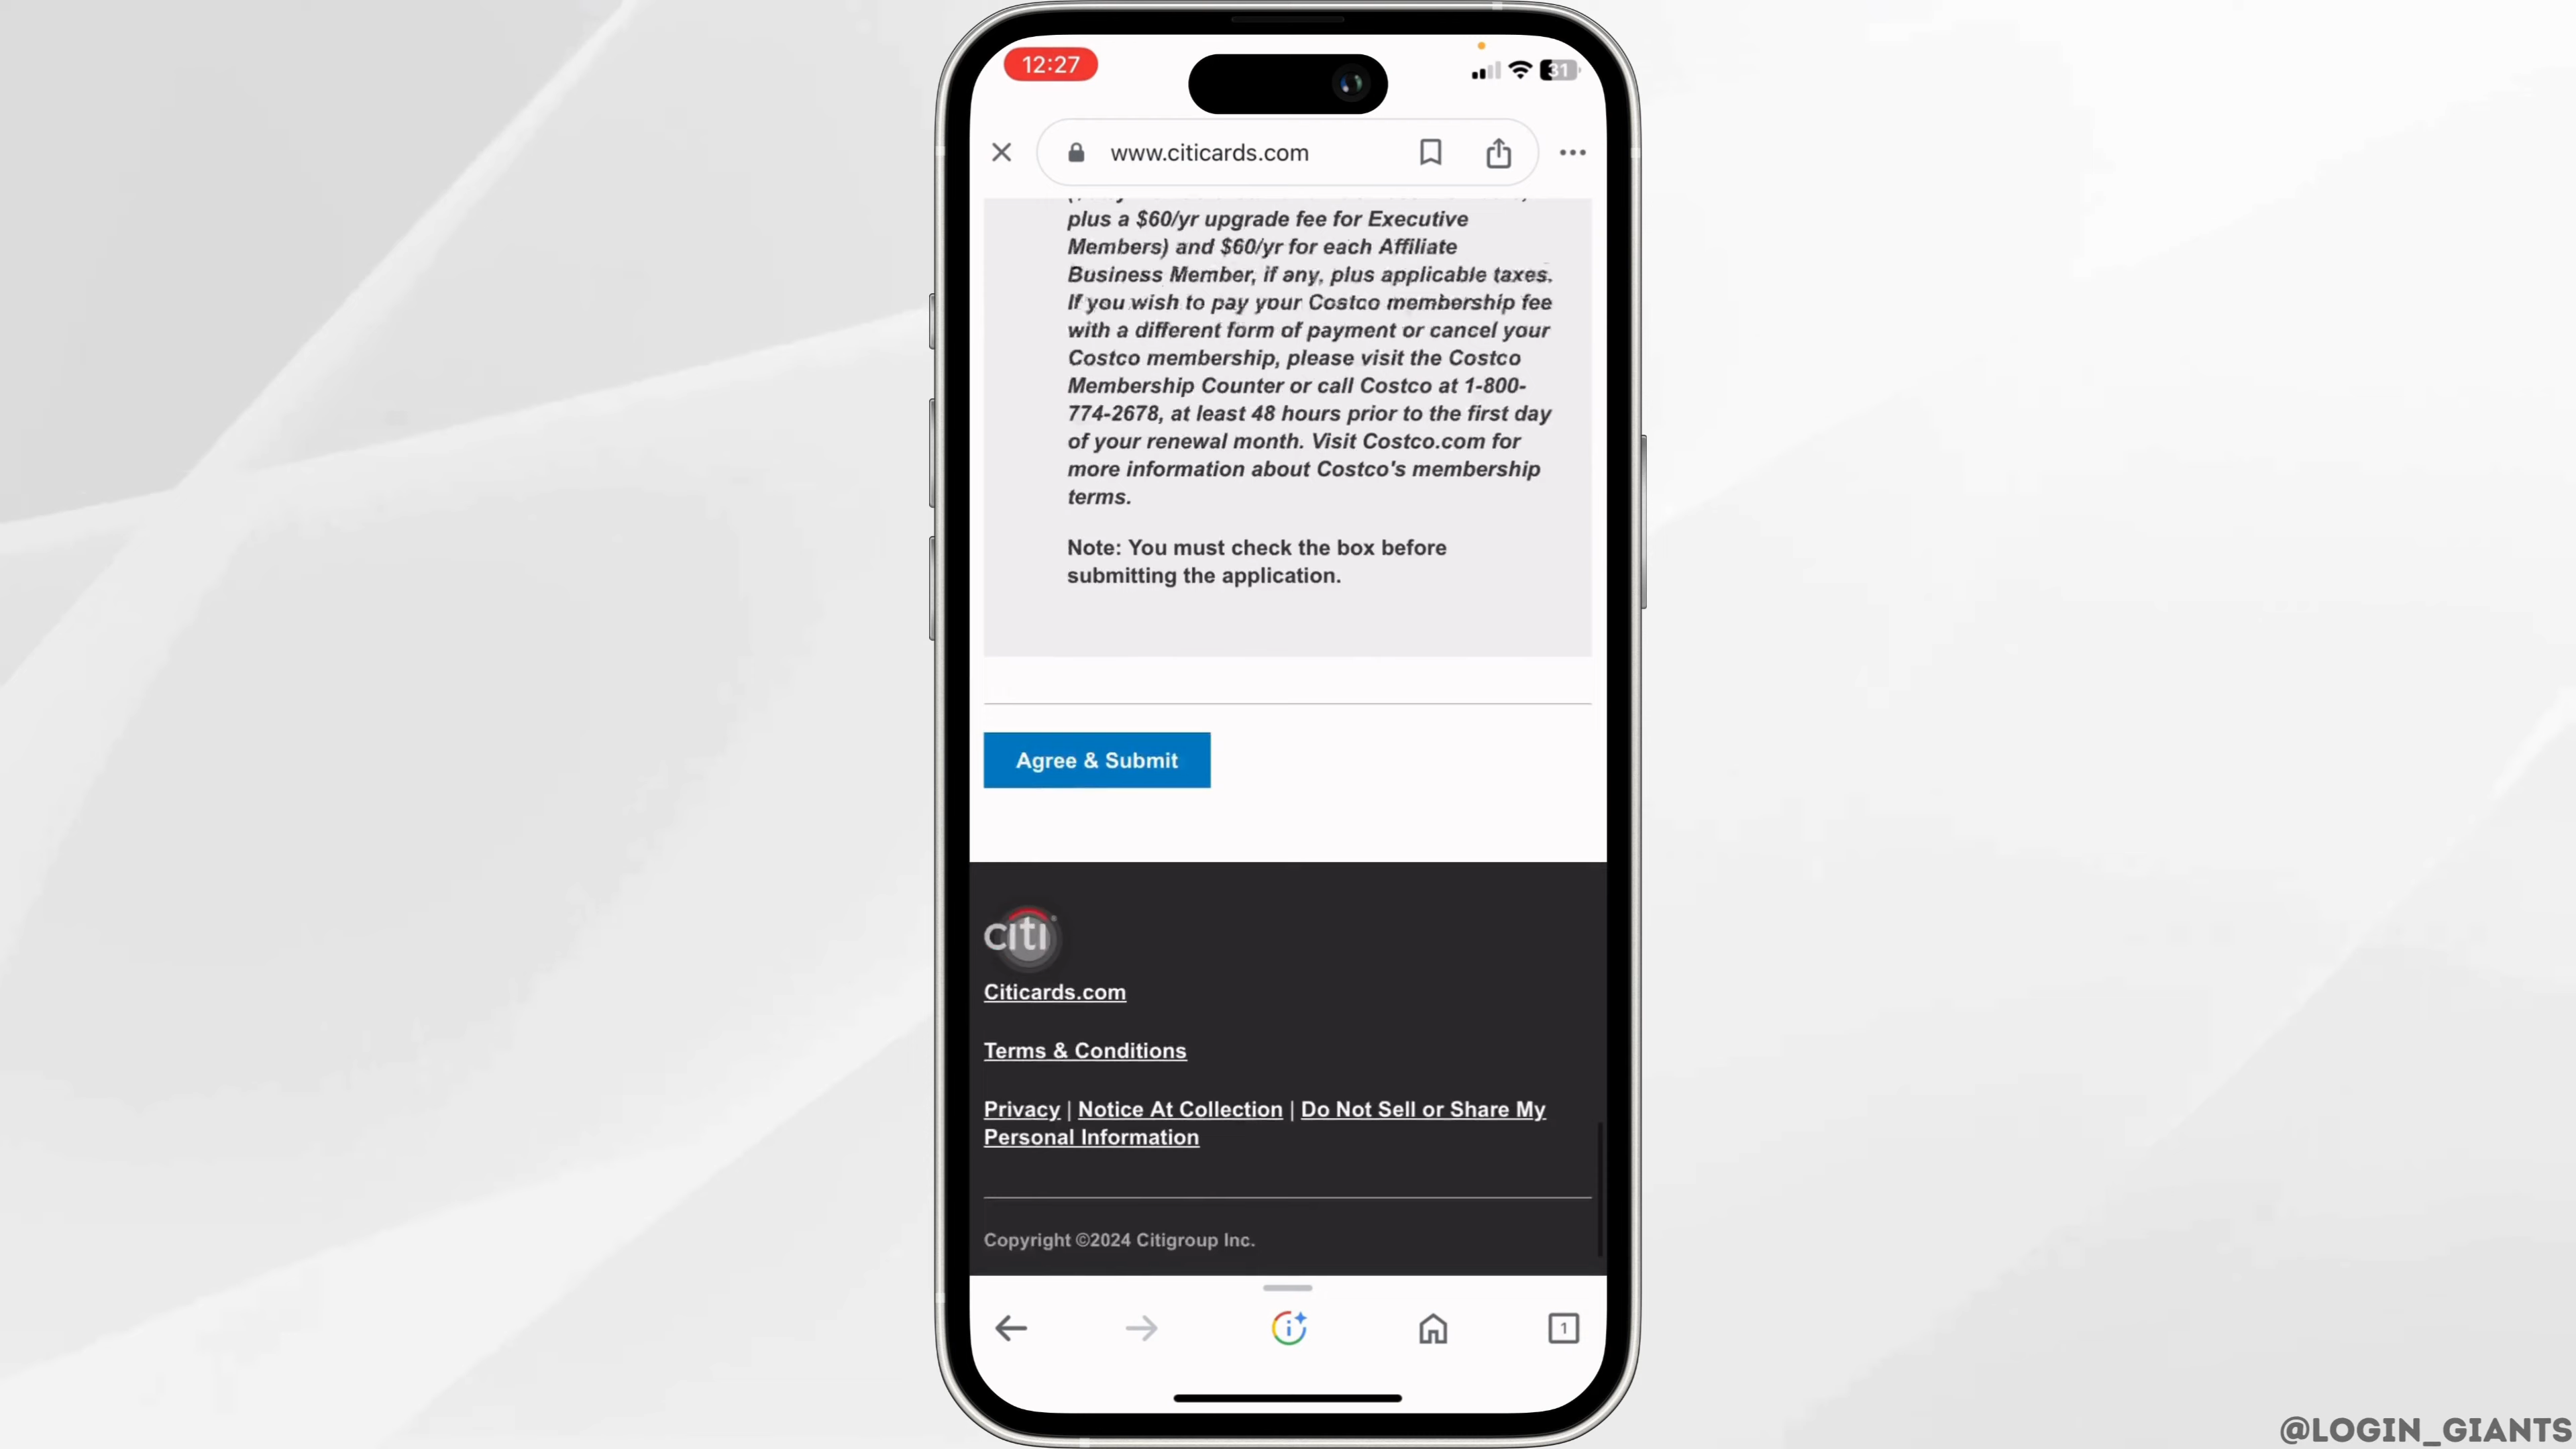 12:27
31
www.citicards.com
plus a $60/yr upgrade fee for Executive
Members) and $60/yr for each Affiliate
Business Member, if any, plus applicable taxes.
If you wish to pay your Costco membership fee
with a different form of payment or cancel your
Costco membership, please visit the Costco
Membership Counter or call Costco at 1-800-
774-2678, at least 48 hours prior to the first day
of your renewal month. Visit Costco.com for
more information about Costco's membership
terms.
Note: You must check the box before
submitting the application.
Agree & Submit
citi
Citicards.com
Terms & Conditions
Privacy | Notice At Collection | Do Not Sell or Share My
Personal Information
Copyright ©2024 Citigroup Inc.
1
@LOGIN_GIANTS